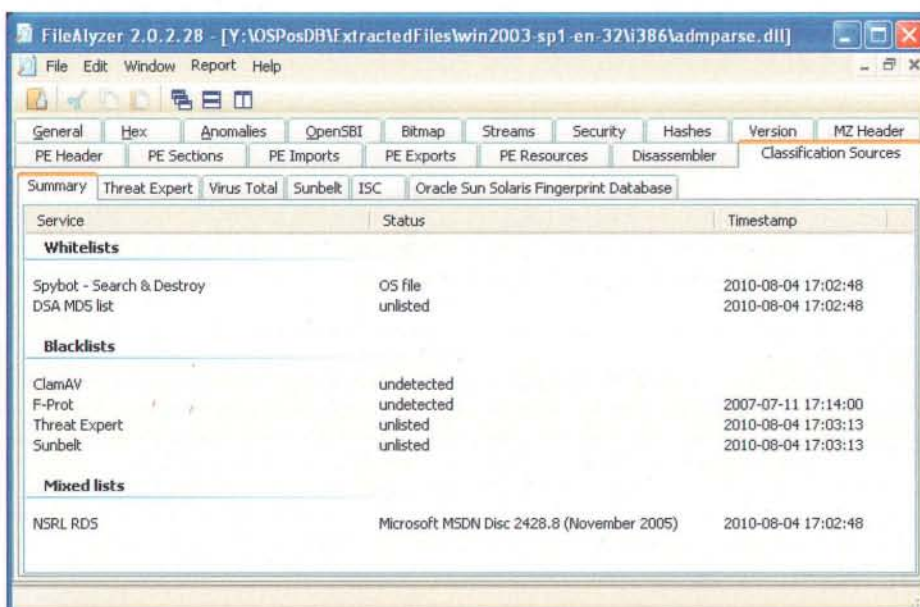 FileAlyzer 2.0.2.28 - [Y:\OSPosDB\ExtractedFiles\win2003-sp1-en-32\i386\admparse.dll]
File Edit Window Report Help
General Hex Anomalies OpenSBI Bitmap Streams Security Hashes Version MZ Header
PE Header PE Sections PE Imports PE Exports PE Resources Disassembler Classification Sources
Summary Threat Expert Virus Total Sunbelt ISC Oracle Sun Solaris Fingerprint Database
Service Status Timestamp
Whitelists
Spybot - Search & Destroy OS file 2010-08-04 17:02:48
DSA MD5 list unlisted 2010-08-04 17:02:48
Blacklists
ClamAV undetected
F-Prot undetected 2007-07-11 17:14:00
Threat Expert unlisted 2010-08-04 17:03:13
Sunbelt unlisted 2010-08-04 17:03:13
Mixed lists
NSRL RDS Microsoft MSDN Disc 2428.8 (November 2005) 2010-08-04 17:02:48